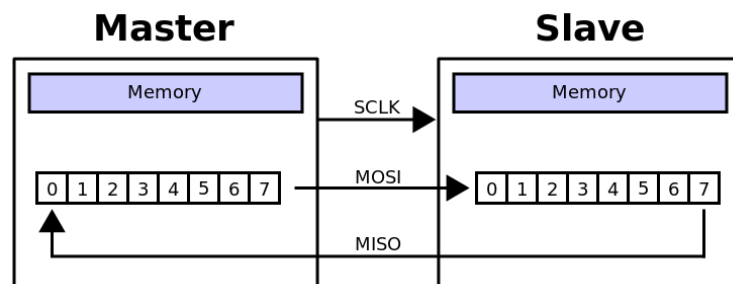 Master Slave
Memory Memory
SCLK
0 1 2 3 4 5 6 7 MOSI 0 1 2 3 4 5 6 7
MISO